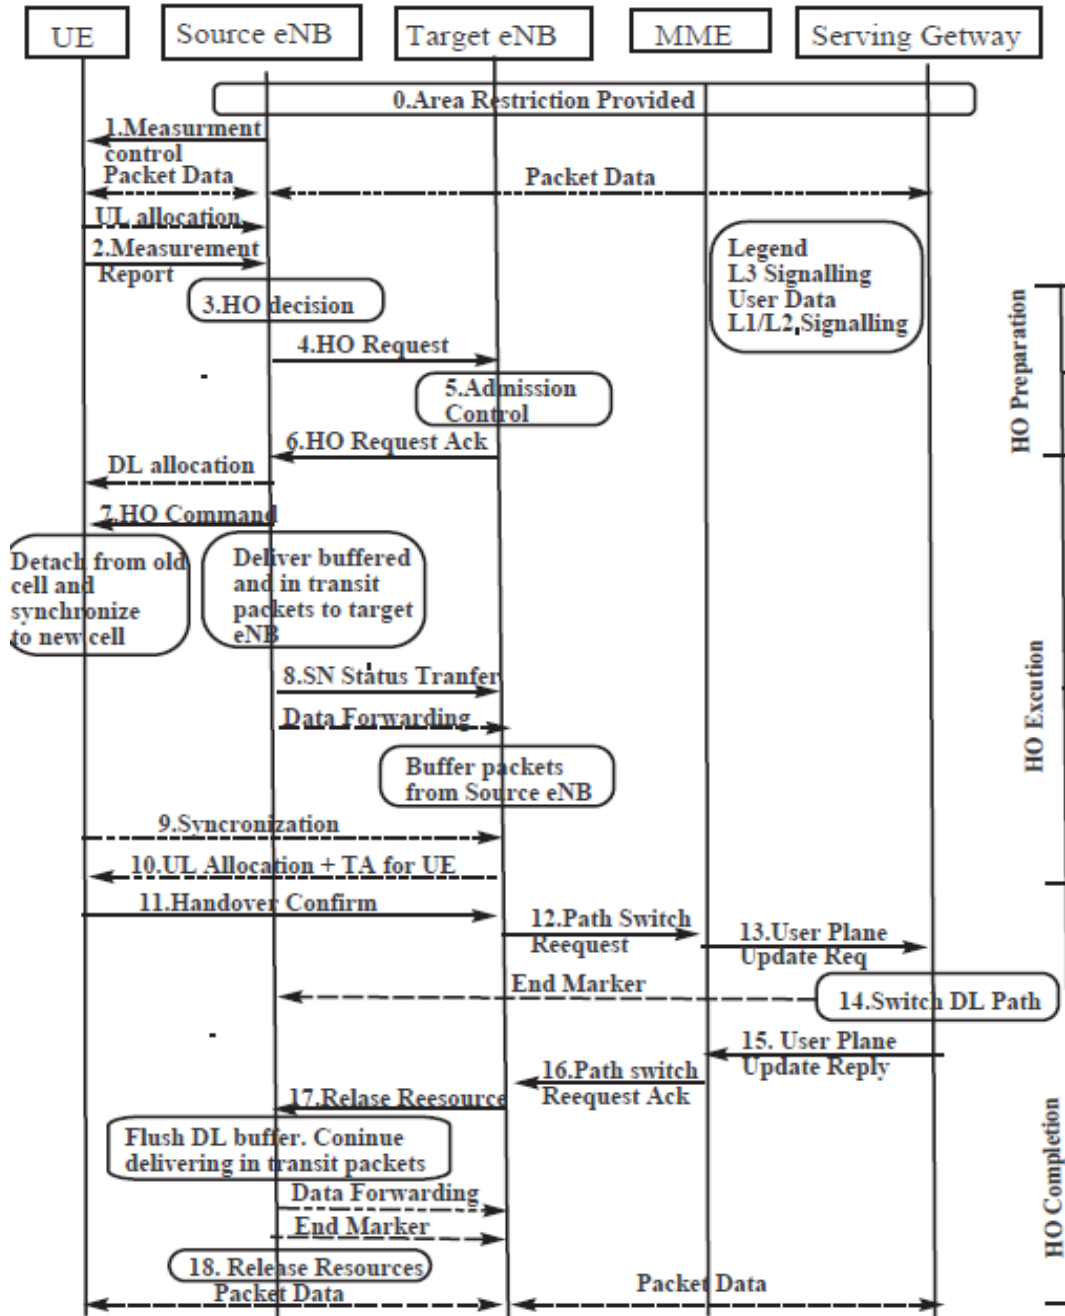 UE
Source eNB
Target eNB
MME
Serving Getway
0.Area Restriction Provided
1.Measurment
control
Packet Data
Packet Data
UL allocation
2.Measurement
Report
Legend
L3 Signalling
User Data
L1/L2 Signalling
3.HO decision
4.HO Request
5.Admission
Control
6.HO Request Ack
DL allocation
7.HO Command
Detach from old
cell and
synchronize
to new cell
Deliver buffered
and in transit
packets to target
eNB
8.SN Status Tranfer
Data Forwarding
Buffer packets
from Source eNB
9.Syncronization
10.UL Allocation + TA for UE
11.Handover Confirm
12.Path Switch
Reequest
13.User Plane
Update Req
End Marker
14.Switch DL Path
15. User Plane
Update Reply
16.Path switch
Reequest Ack
17.Relase Reesource
Flush DL buffer. Coninue
delivering in transit packets
Data Forwarding
End Marker
18. Release Resources
Packet Data
Packet Data
HO Preparation
HO Excution
HO Completion